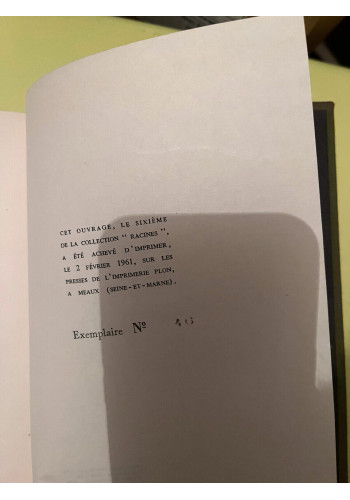 CET OUVRAGE, LE SIXIÈME
DE LA COLLECTION " RACINES ",
A ÉTÉ ACHEVÉ D'IMPRIMER,
LE 2 FÉVRIER 1961, SUR LES
PRESSES DE L'IMPRIMERIE PLON,
A MEAUX (SEINE-ET-MARNE).
Exemplaire Nº